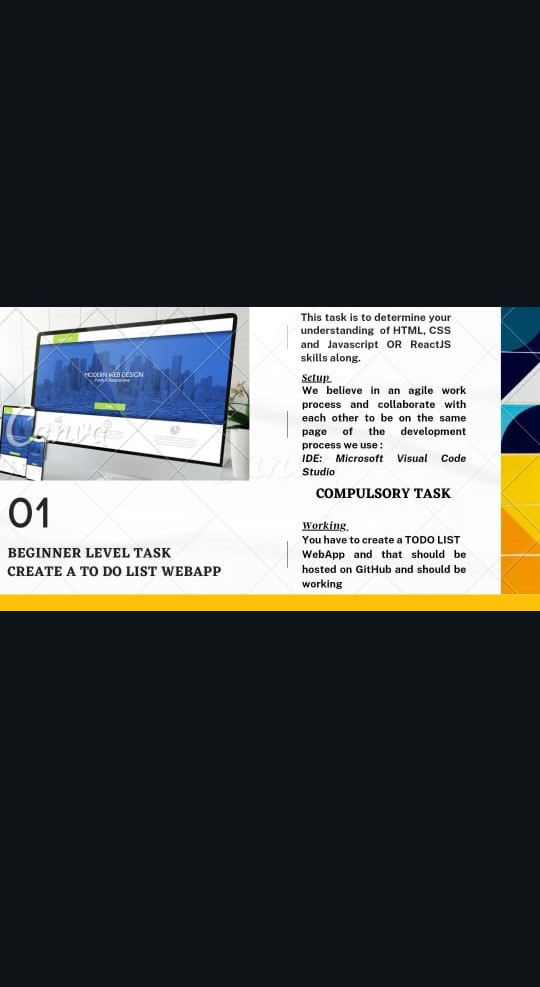 MODERN WEB DESIGN
Canva
01
BEGINNER LEVEL TASK
CREATE A TO DO LIST WEBAPP
This task is to determine your
understanding of HTML, CSS
and Javascript OR ReactJS
skills along.
Setup
We believe in an agile work
process and collaborate with
each other to be on the same
page of the development
process we use :
IDE: Microsoft Visual Code
Studio
COMPULSORY TASK
Working
You have to create a TODO LIST
WebApp and that should be
hosted on GitHub and should be
working